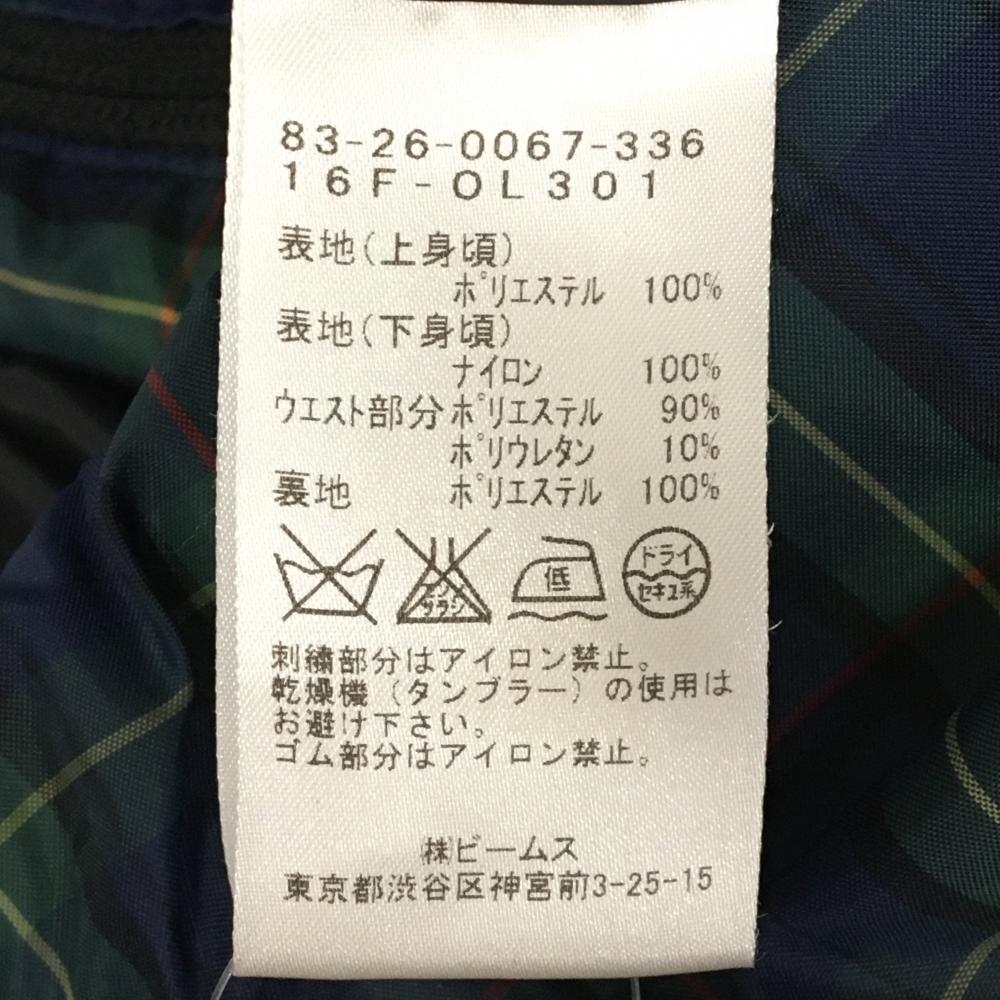 83-26-0067-336
16F-OL301
表地(上身頃)
ポリエステル 100%
表地(下身頃)
ナイロン 100%
ウエスト部分 ポリエステル 90%
ポリウレタン 10%
裏地 ポリエステル 100%
エンソ
サラシ
低
ドライ
セキユ系
刺繍部分はアイロン禁止。
乾燥機(タンブラー)の使用は
お避け下さい。
ゴム部分はアイロン禁止。
㈱ビームス
東京都渋谷区神宮前3-25-15